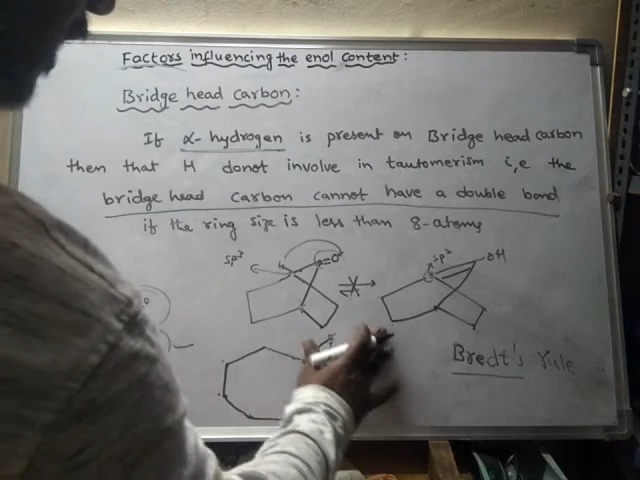 Factors influencing the enol content:
Bridge head carbon:
If α-hydrogen is present on Bridge head carbon
then that H donot involve in tautomerism i,e the
bridge head carbon cannot have a double bond
if the ring size is less than 8-atoms
sp³ H =O sp² OH
Bredt's rule